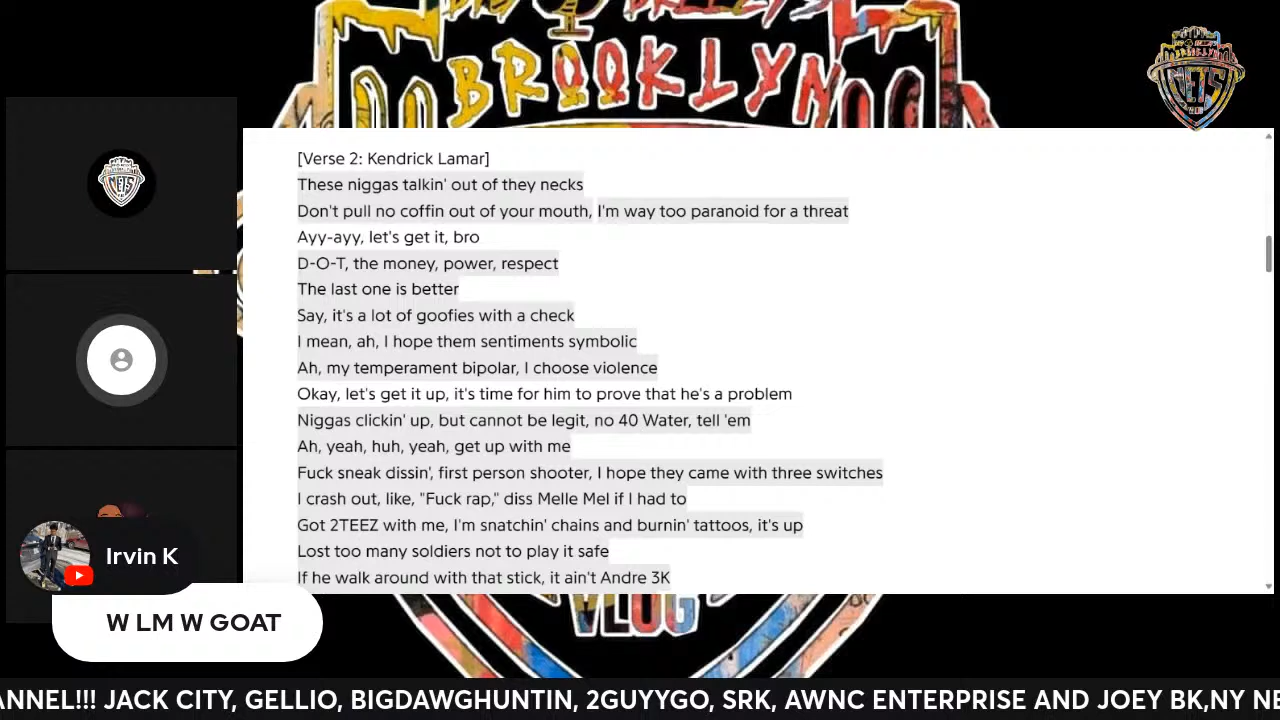 BROOKLYN
[Verse 2: Kendrick Lamar]
These niggas talkin' out of they necks
Don't pull no coffin out of your mouth, I'm way too paranoid for a threat
Ayy-ayy, let's get it, bro
D-O-T, the money, power, respect
The last one is better
Say, it's a lot of goofies with a check
I mean, ah, I hope them sentiments symbolic
Ah, my temperament bipolar, I choose violence
Okay, let's get it up, it's time for him to prove that he's a problem
Niggas clickin' up, but cannot be legit, no 40 Water, tell 'em
Ah, yeah, huh, yeah, get up with me
Fuck sneak dissin', first person shooter, I hope they came with three switches
I crash out, like, "Fuck rap," diss Melle Mel if I had to
Got 2TEEZ with me, I'm snatchin' chains and burnin' tattoos, it's up
Lost too many soldiers not to play it safe
If he walk around with that stick, it ain't Andre 3K
Irvin K
W LM W GOAT
VLOG
ANNEL!!! JACK CITY, GELLIO, BIGDAWGHUNTIN, 2GUYYGO, SRK, AWNC ENTERPRISE AND JOEY BK,NY NE